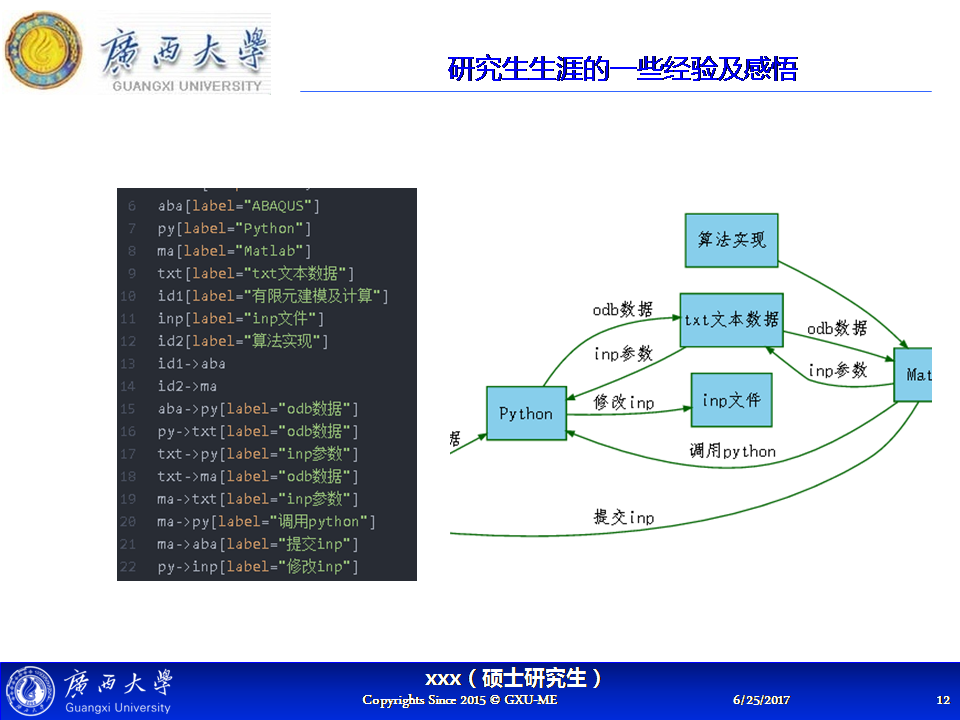 廣西大學
GUANGXI UNIVERSITY
研究生生涯的一些经验及感悟
6 aba[label="ABAQUS"]
7 py[label="Python"]
8 ma[label="Matlab"]
9 txt[label="txt文本数据"]
10 id1[label="有限元建模及计算"]
11 inp[label="inp文件"]
12 id2[label="算法实现"]
13 id1->aba
14 id2->ma
15 aba->py[label="odb数据"]
16 py->txt[label="odb数据"]
17 txt->py[label="inp参数"]
18 txt->ma[label="odb数据"]
19 ma->txt[label="inp参数"]
20 ma->py[label="调用python"]
21 ma->aba[label="提交inp"]
22 py->inp[label="修改inp"]
算法实现
odb数据
txt文本数据
odb数据
inp参数
inp参数
Mat
Python
修改inp
inp文件
据
调用python
提交inp
廣西大學
Guangxi University
xxx（硕士研究生）
Copyrights Since 2015 © GXU-ME
6/25/2017
12